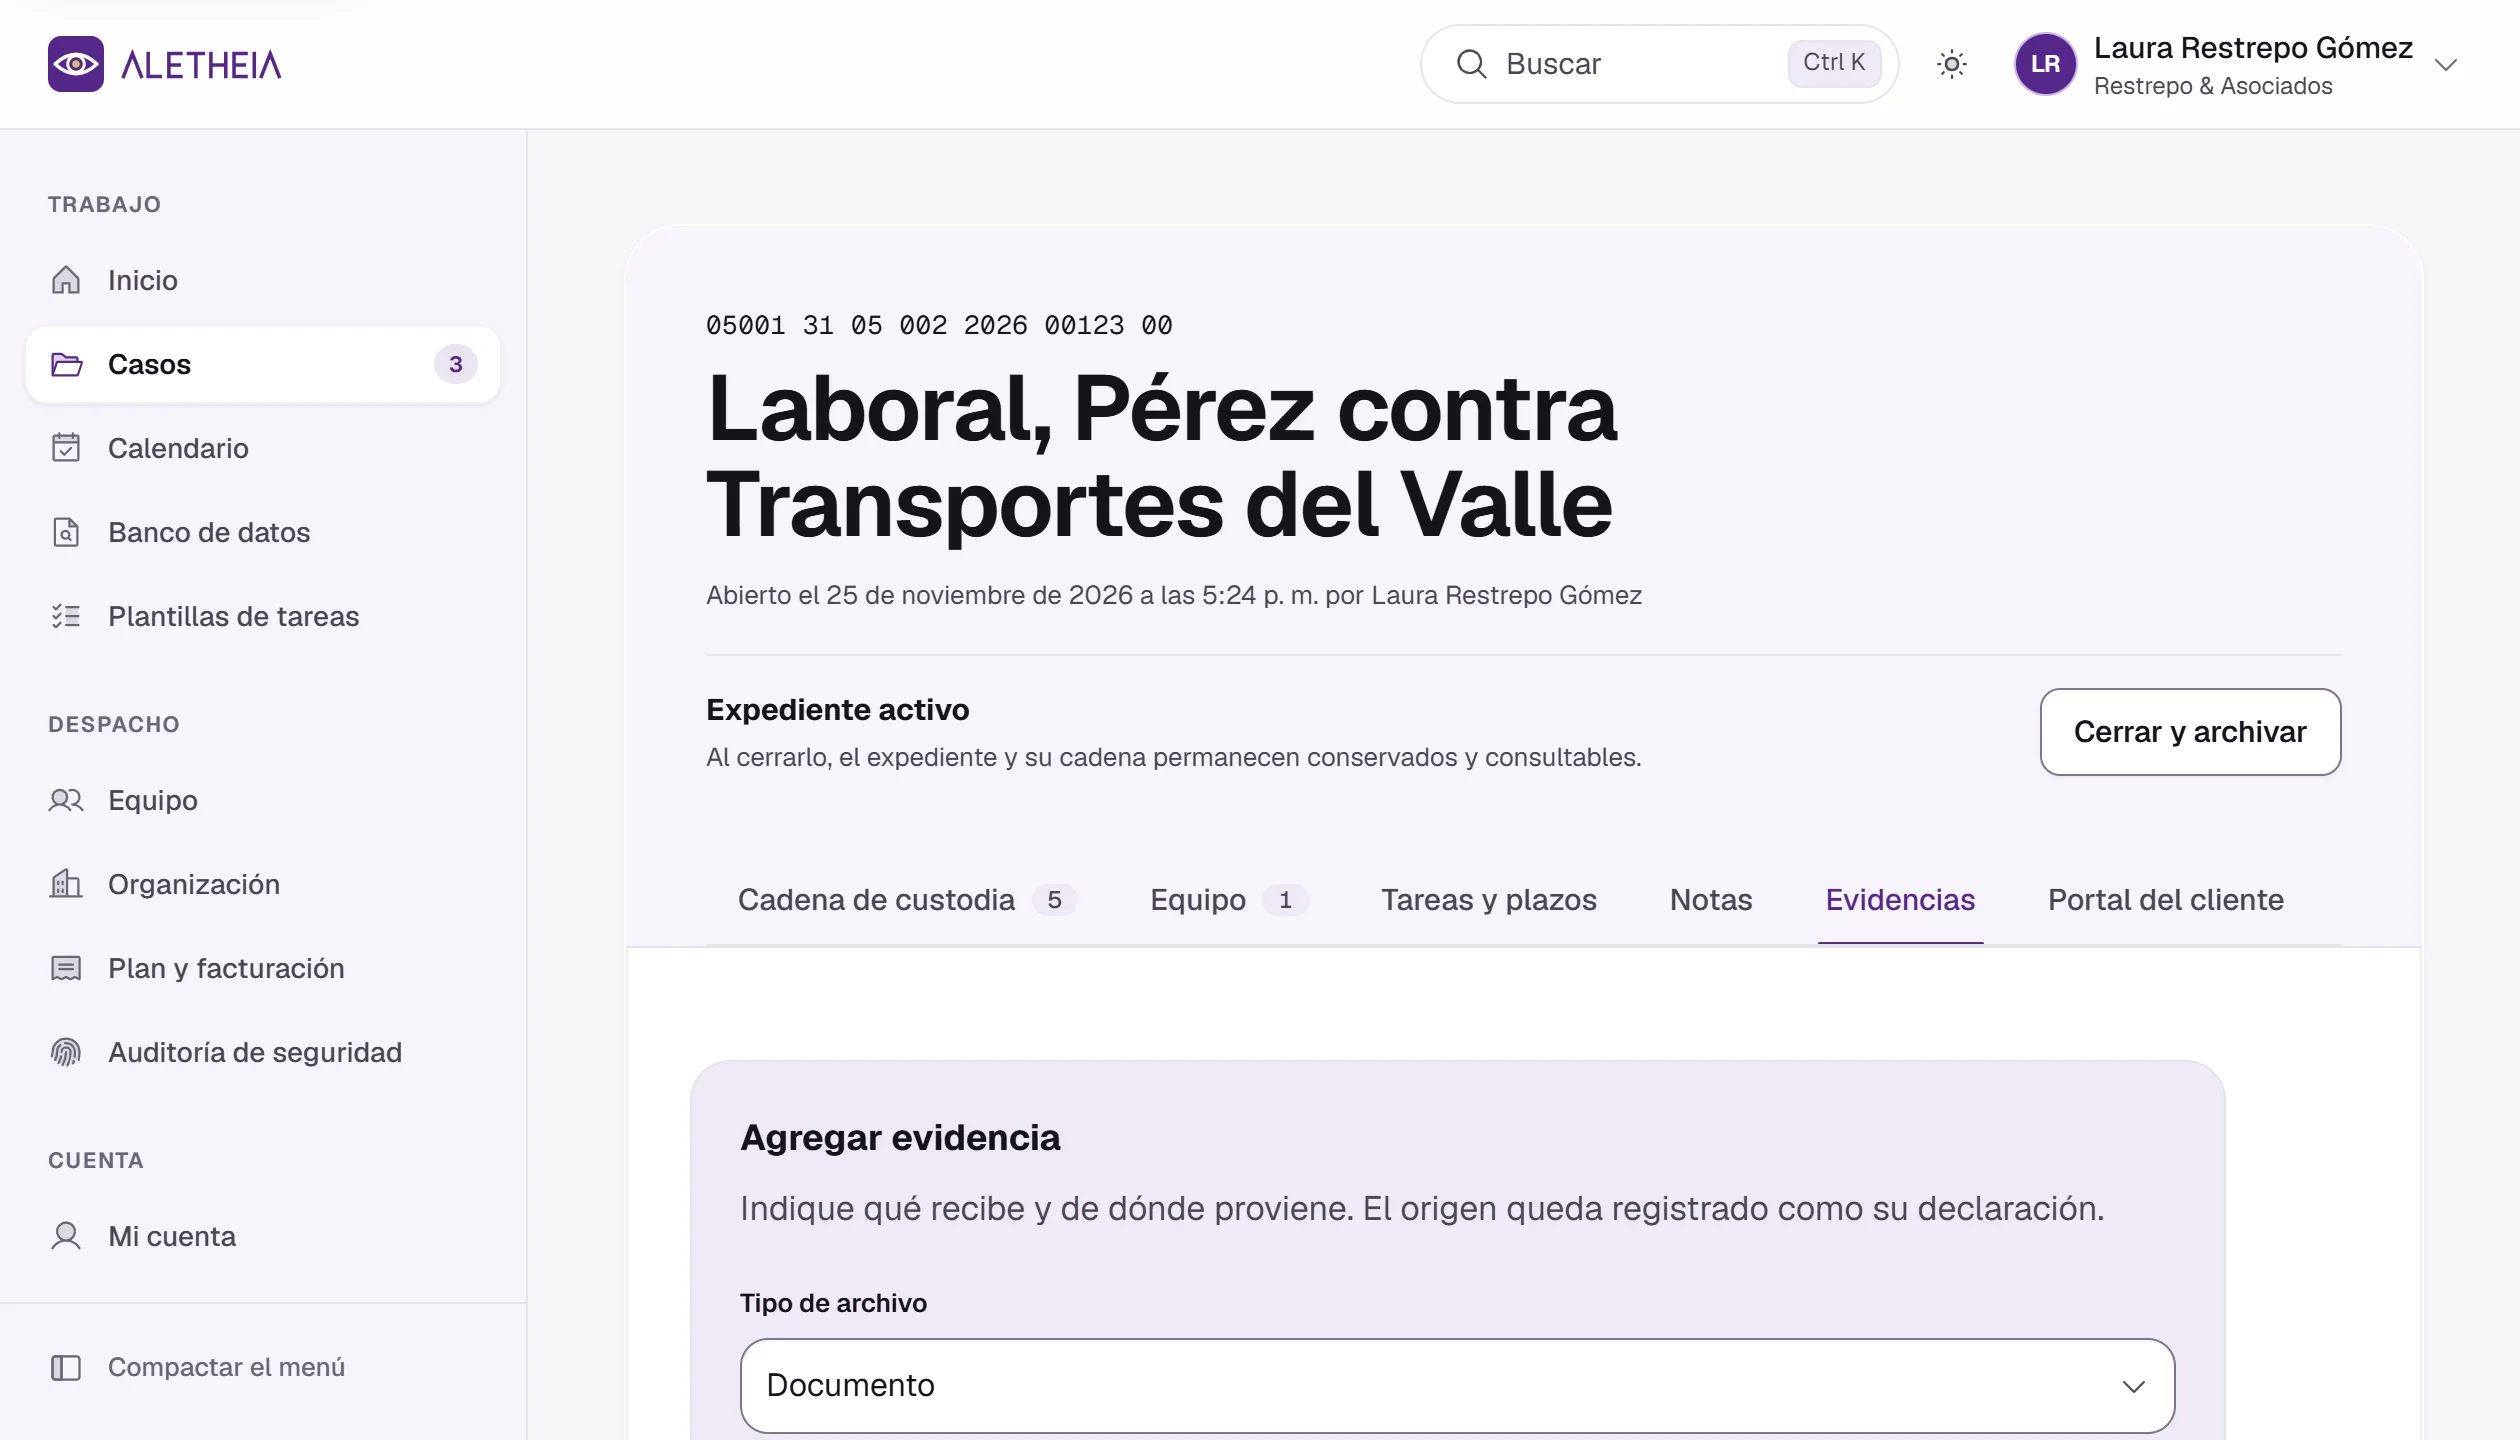 ALETHEIA
Buscar
Ctrl K
LR
Laura Restrepo Gómez
Restrepo & Asociados
TRABAJO
Inicio
Casos
3
Calendario
Banco de datos
Plantillas de tareas
DESPACHO
Equipo
Organización
Plan y facturación
Auditoría de seguridad
CUENTA
Mi cuenta
Compactar el menú
05001 31 05 002 2026 00123 00
Laboral, Pérez contra
Transportes del Valle
Abierto el 25 de noviembre de 2026 a las 5:24 p. m. por Laura Restrepo Gómez
Expediente activo
Al cerrarlo, el expediente y su cadena permanecen conservados y consultables.
Cerrar y archivar
Cadena de custodia 5
Equipo 1
Tareas y plazos
Notas
Evidencias
Portal del cliente
Agregar evidencia
Indique qué recibe y de dónde proviene. El origen queda registrado como su declaración.
Tipo de archivo
Documento